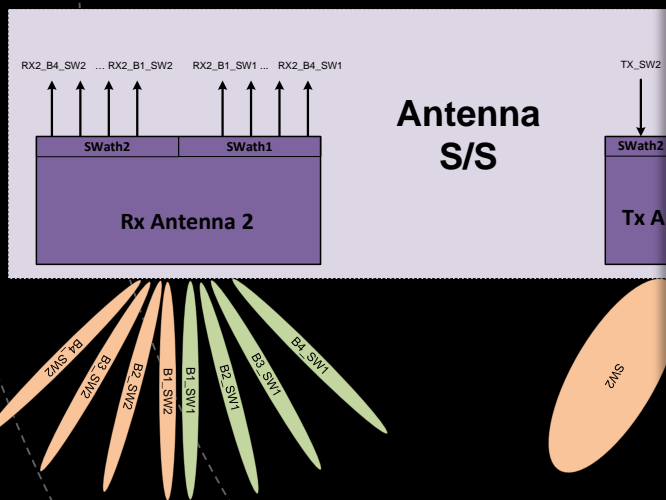 RX2_B4_SW2 ... RX2_B1_SW2 RX2_B1_SW1 ... RX2_B4_SW1 TX_SW2
Antenna
S/S
SWath2 SWath1 SWath2
Rx Antenna 2 Tx A
B4_SW2 B3_SW2 B2_SW2 B1_SW2 B1_SW1 B2_SW1 B3_SW1 B4_SW1 SW2